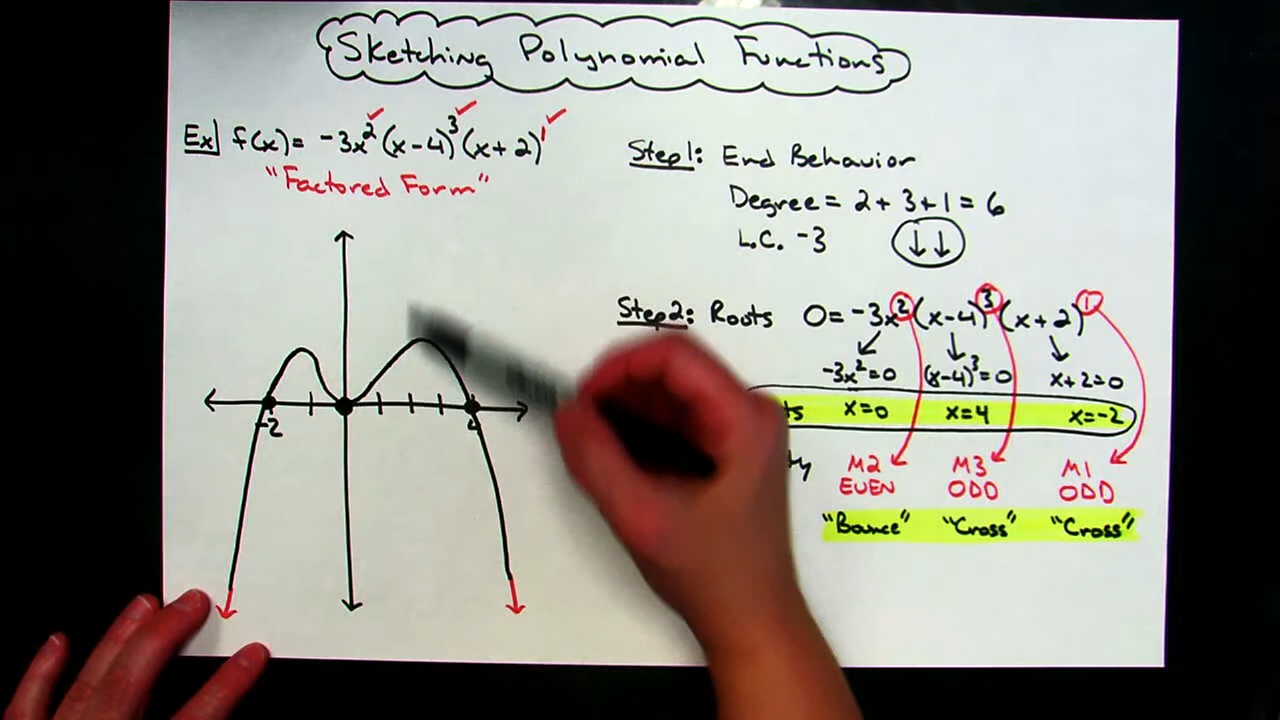 Sketching Polynomial Functions
Ex] f(x) = -3x²(x-4)³(x+2)¹
"Factored Form"
-2
4
Step 1: End Behavior
Degree = 2+3+1 = 6
L.C. -3 ↓↓
Step 2: Roots 0 = -3x²(x-4)³(x+2)¹
-3x²=0 (x-4)³=0 x+2=0
x=0 x=4 x=-2
M2 M3 M1
EVEN ODD ODD
"Bounce" "Cross" "Cross"